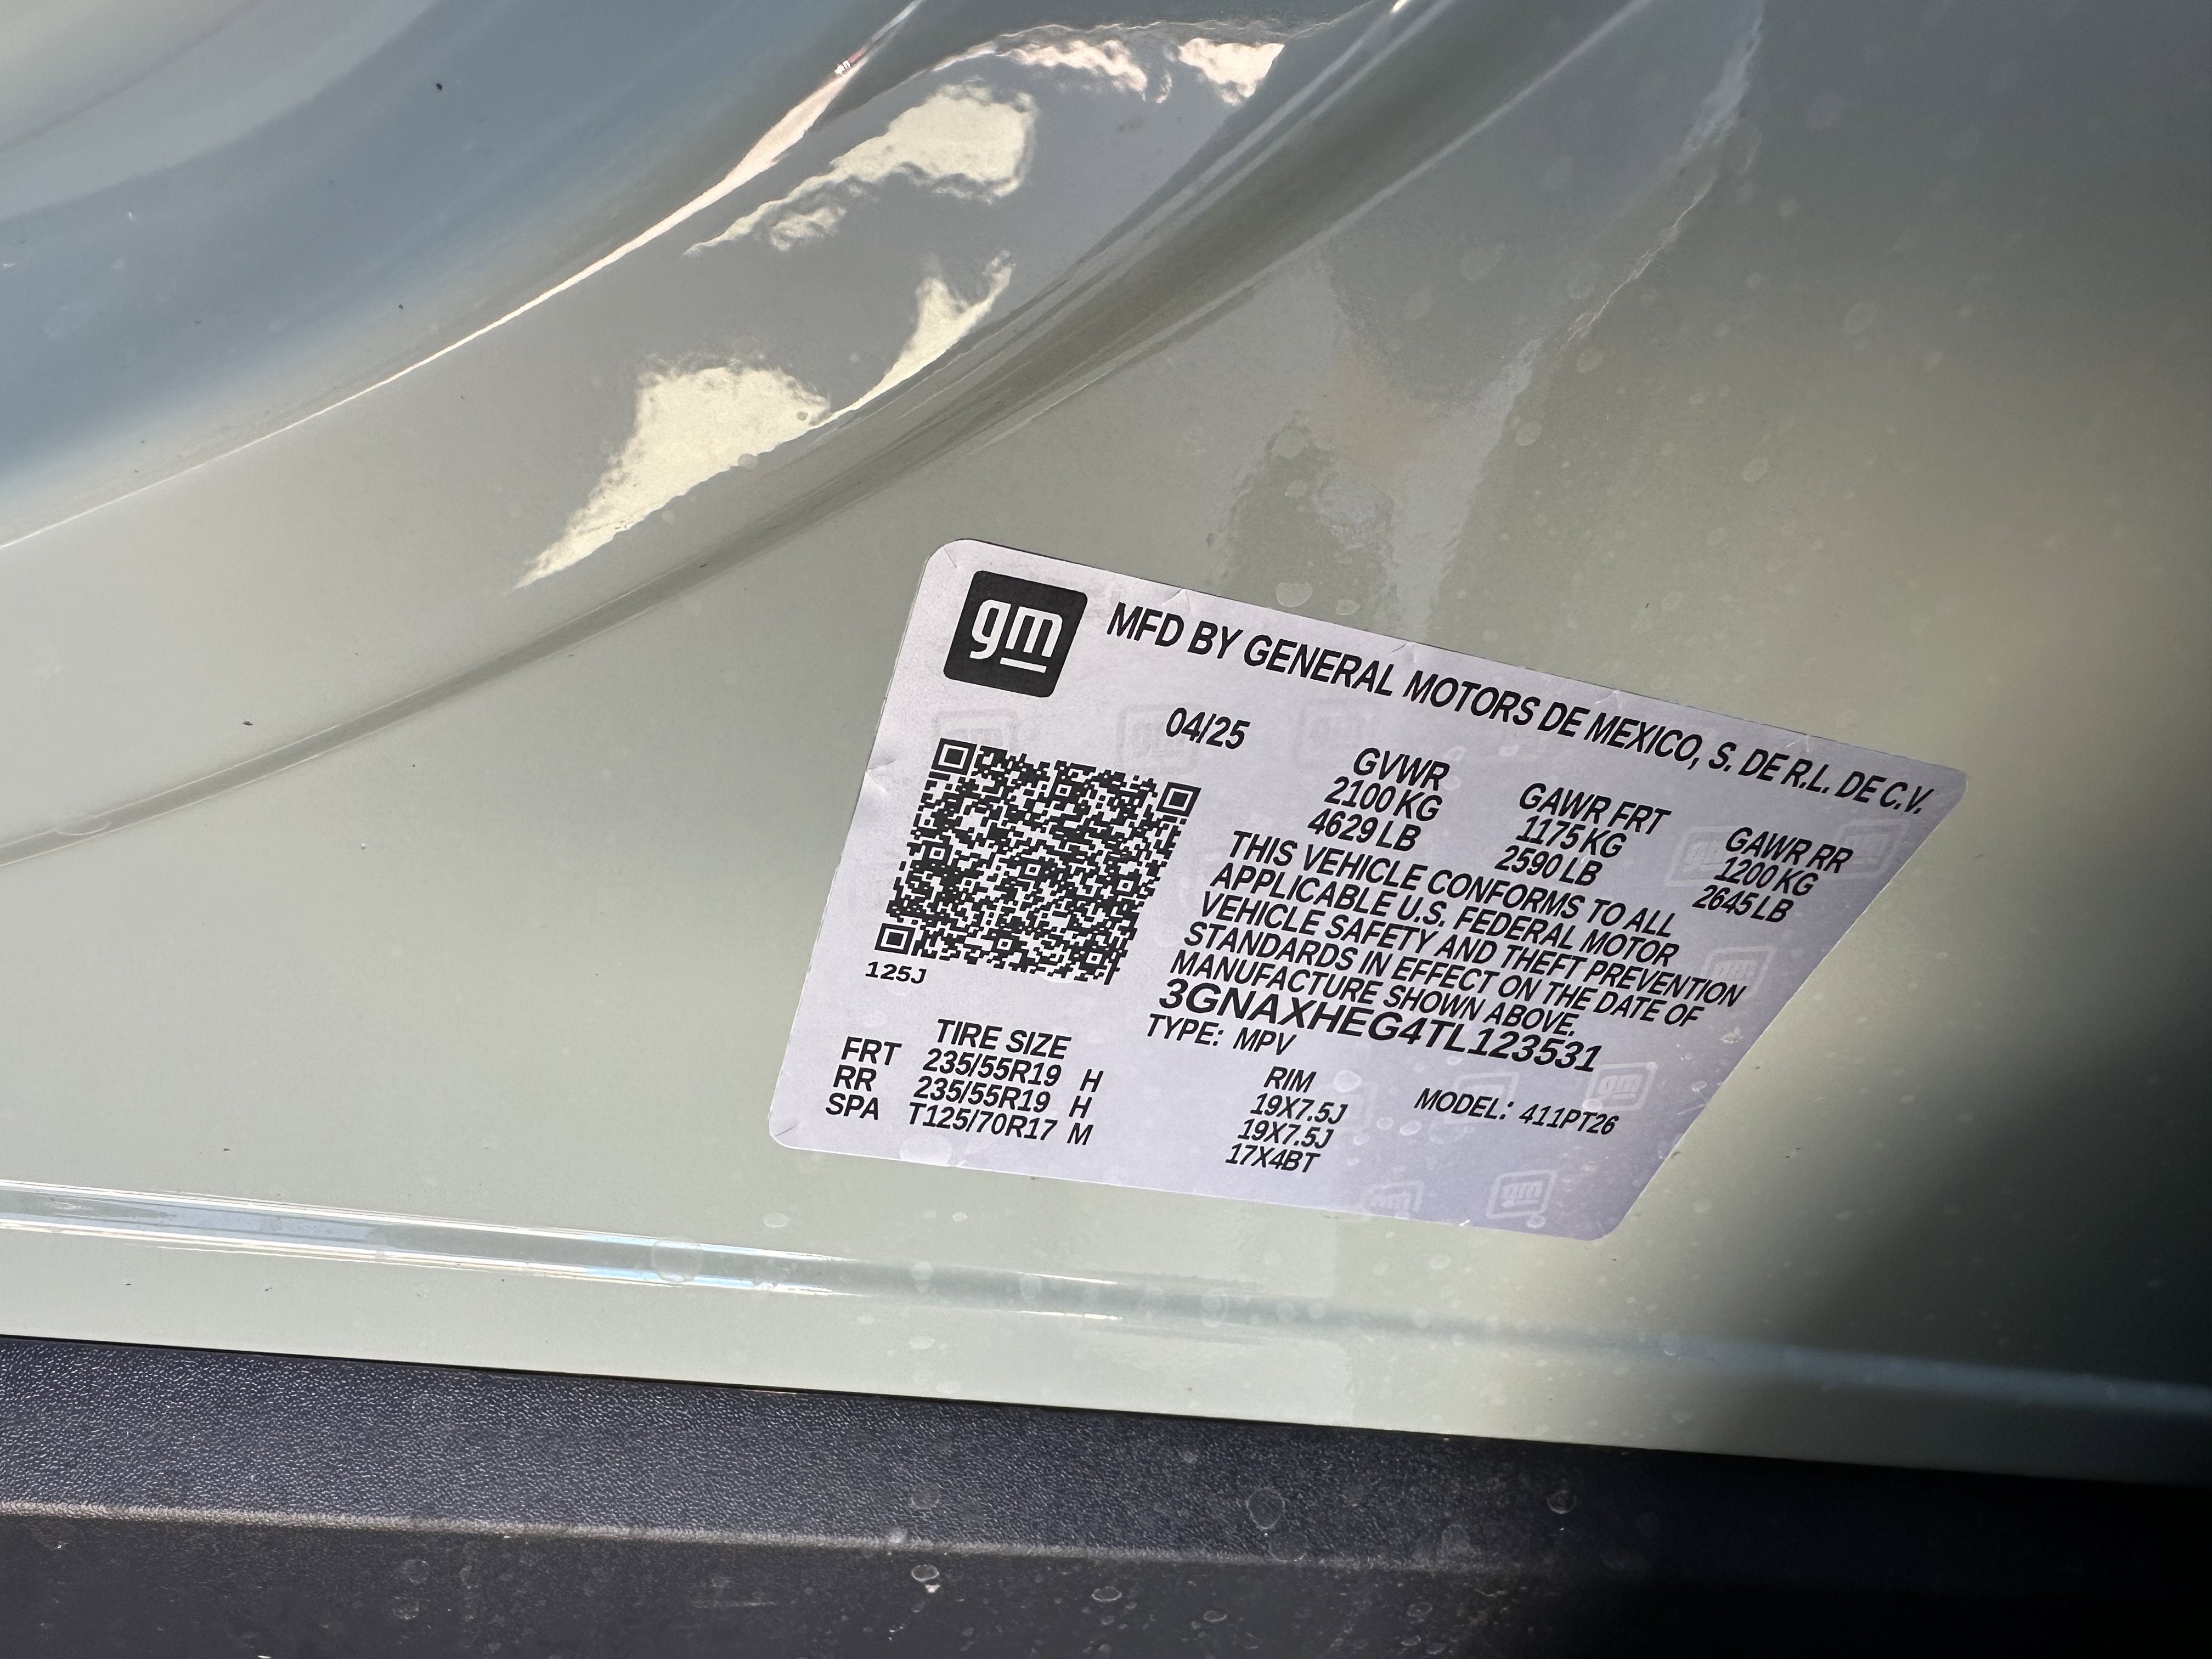 gm MFD BY GENERAL MOTORS DE MEXICO, S. DE R.L. DE C.V.
04/25
GVWR GAWR FRT GAWR RR
2100 KG 1175 KG 1200 KG
4629 LB 2590 LB 2645 LB
THIS VEHICLE CONFORMS TO ALL
APPLICABLE U.S. FEDERAL MOTOR
VEHICLE SAFETY AND THEFT PREVENTION
STANDARDS IN EFFECT ON THE DATE OF
MANUFACTURE SHOWN ABOVE.
125J
3GNAXHEG4TL123531
TYPE: MPV MODEL: 411PT26
TIRE SIZE RIM
FRT 235/55R19 H 19X7.5J
RR 235/55R19 H 19X7.5J
SPA T125/70R17 M 17X4BT